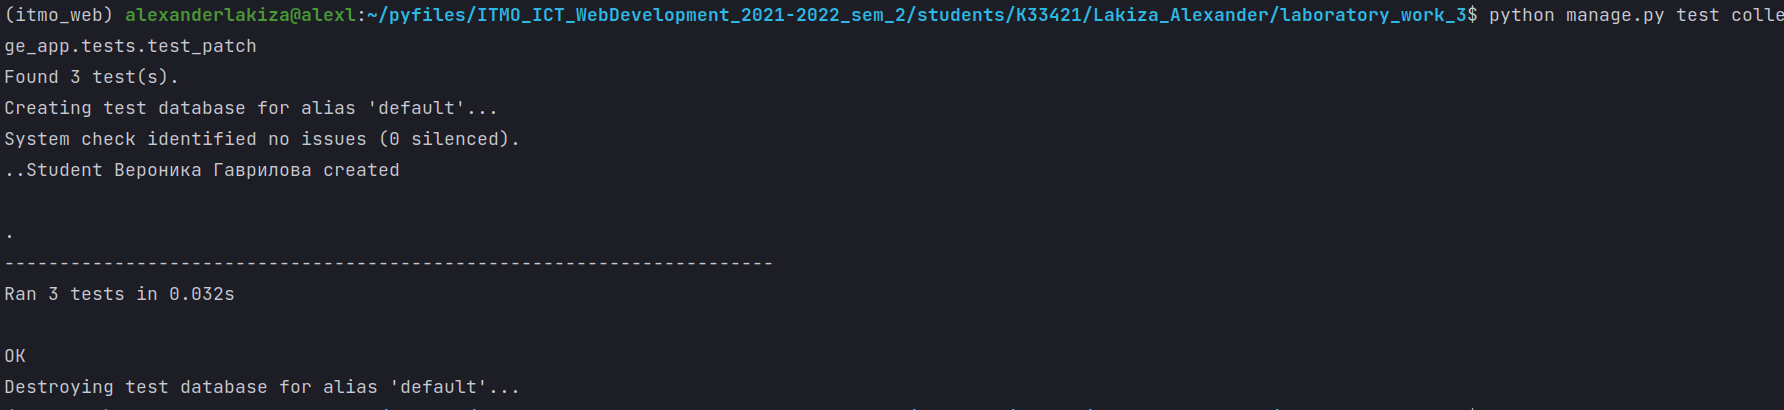 (itmo_web) alexanderlakiza@alexl:~/pyfiles/ITMO_ICT_WebDevelopment_2021-2022_sem_2/students/K33421/Lakiza_Alexander/laboratory_work_3$ python manage.py test colle
ge_app.tests.test_patch
Found 3 test(s).
Creating test database for alias 'default'...
System check identified no issues (0 silenced).
..Student Вероника Гаврилова created
.
----------------------------------------------------------------------
Ran 3 tests in 0.032s
OK
Destroying test database for alias 'default'...